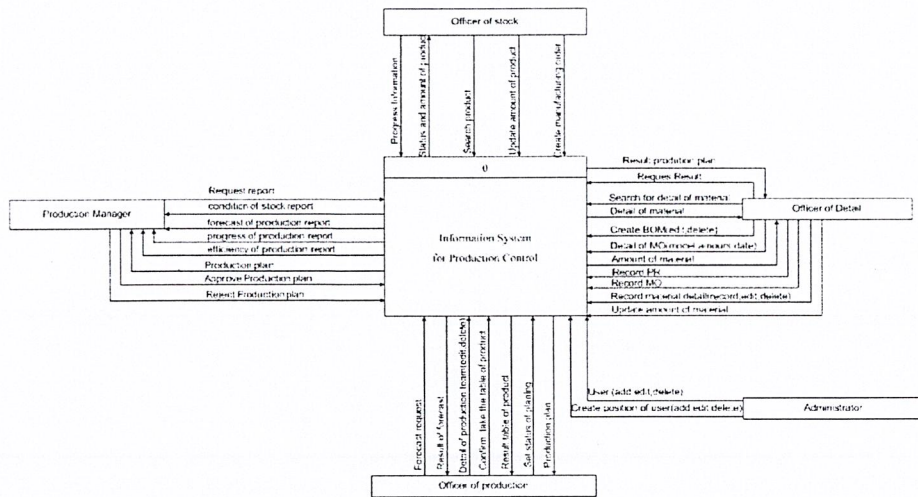 Officer of stock
Progress Information
Status and amount of product
Search product
Update amount of product
Create manufacturing order
0
Information System
for Production Control
Production Manager
Request report
condition of stock report
forecast of production report
progress of production report
efficiency of production report
Production plan
Approve Production plan
Reject Production plan
Result prodution plan
Reques Result
Search for detail of material
Detail of material
Create BOM(edit,delete)
Detail of MO(model,amount,date)
Amount of material
Record PR
Record MO
Record material detail(record,edit,delete)
Update amount of material
Officer of Detail
User (add,edit,delete)
Create position of user(add,edit,delete)
Administrator
Forecast request
Result of forecast
Detail of production team(edit,delete)
Confirm take the table of product
Result table of product
Set status of planing
Production plan
Officer of production